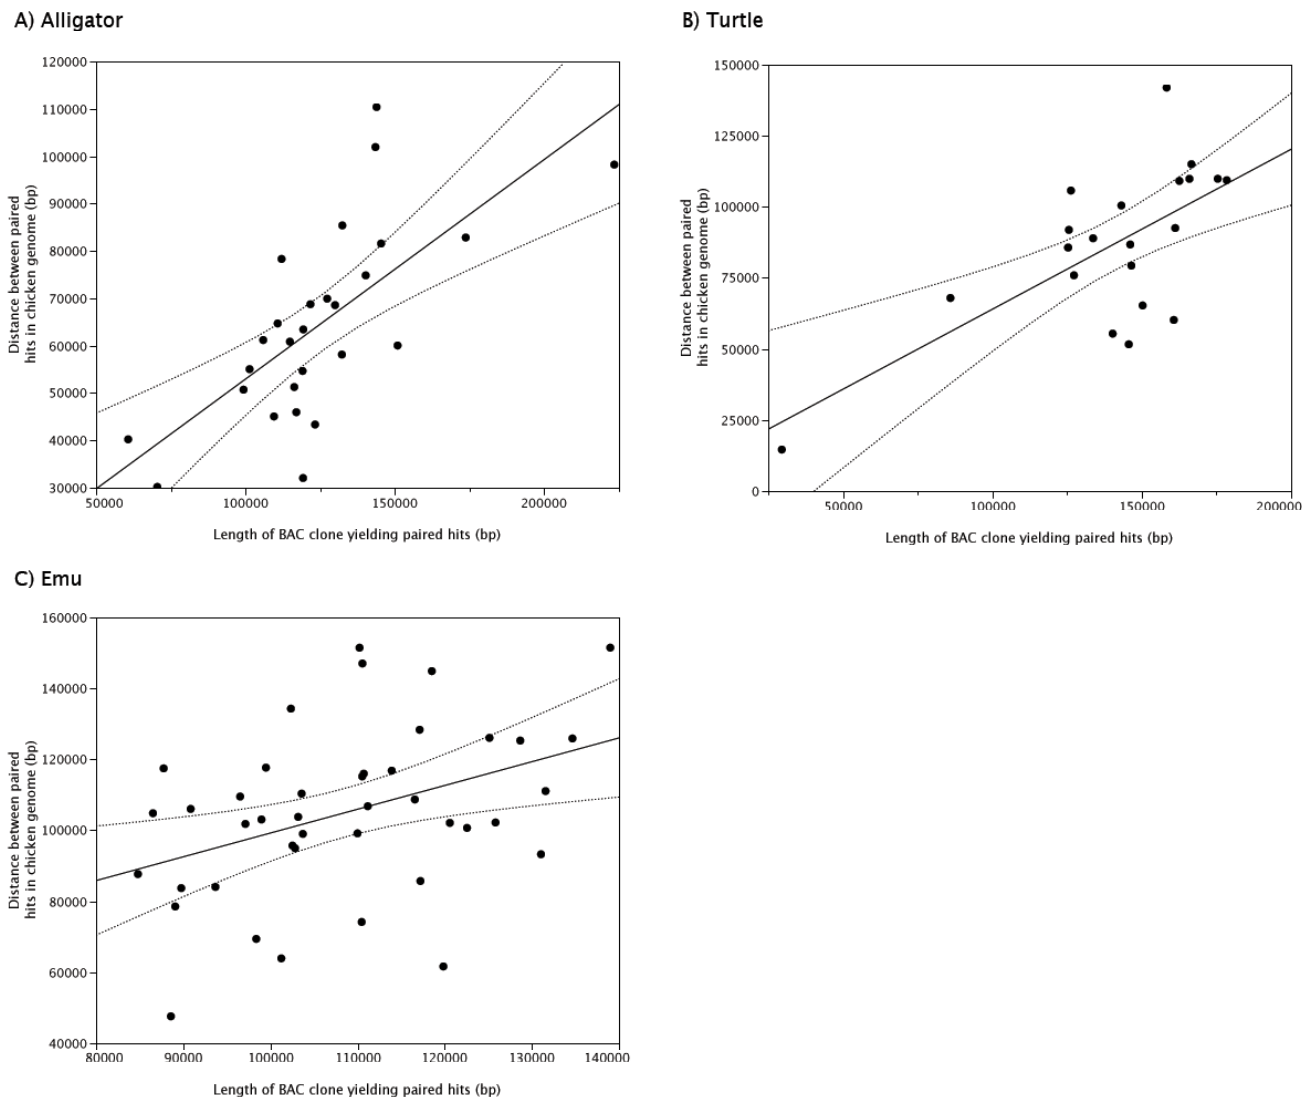 A) Alligator
120000
110000
100000
90000
80000
70000
60000
50000
40000
30000
Distance between paired
hits in chicken genome (bp)
50000 100000 150000 200000
Length of BAC clone yielding paired hits (bp)
B) Turtle
150000
125000
100000
75000
50000
25000
0
Distance between paired
hits in chicken genome (bp)
50000 100000 150000 200000
Length of BAC clone yielding paired hits (bp)
C) Emu
160000
140000
120000
100000
80000
60000
40000
Distance between paired
hits in chicken genome (bp)
80000 90000 100000 110000 120000 130000 140000
Length of BAC clone yielding paired hits (bp)